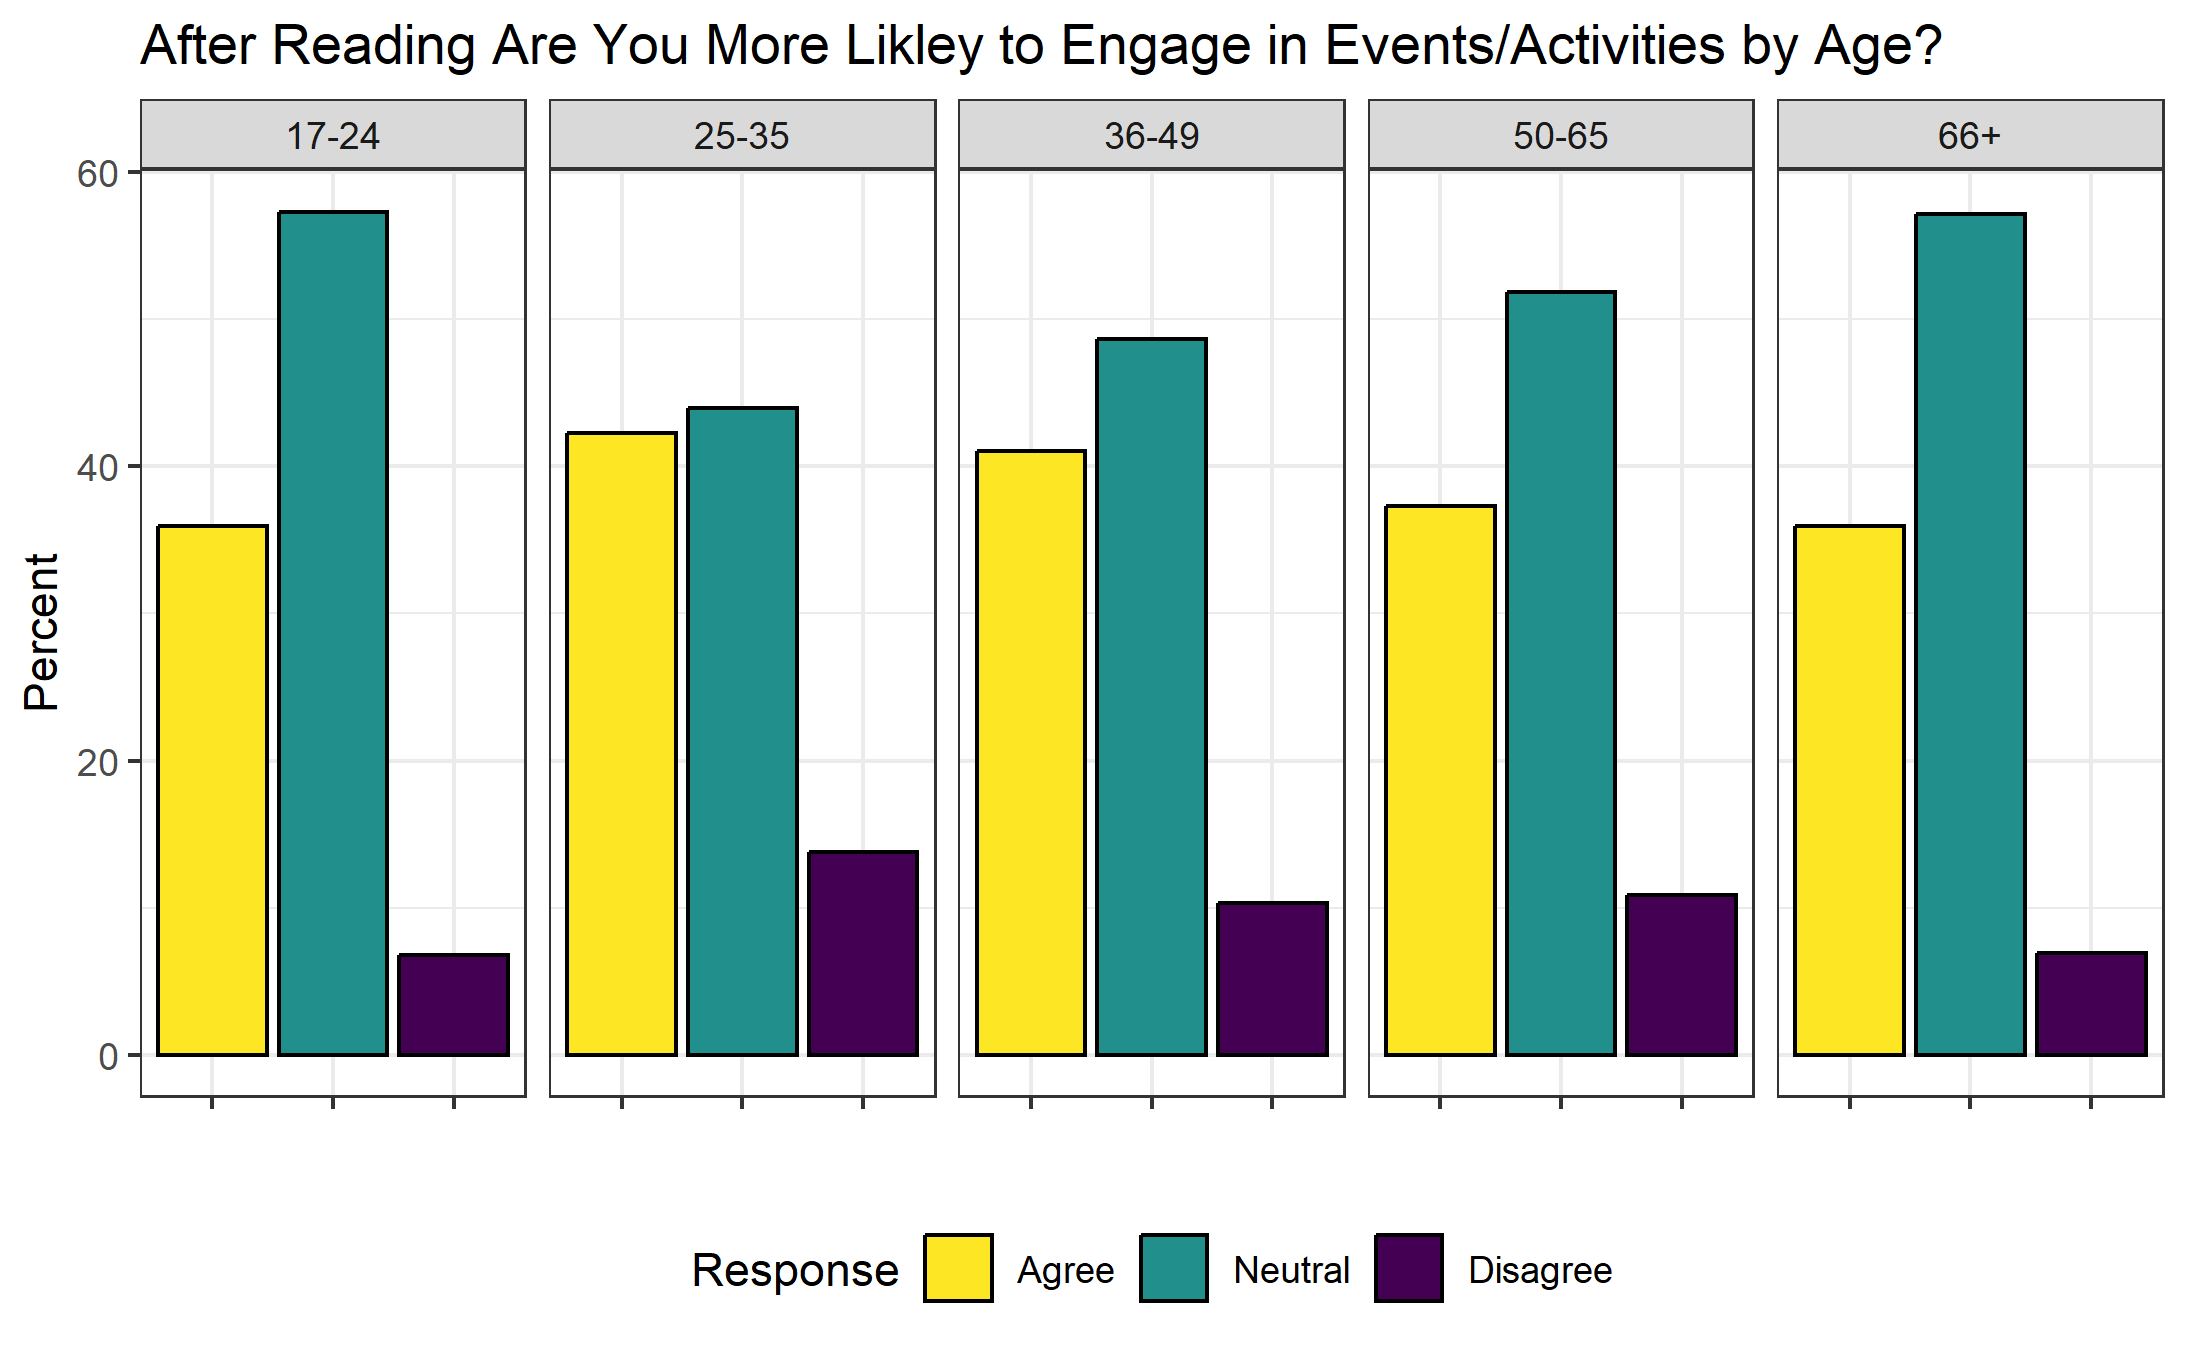 After Reading Are You More Likley to Engage in Events/Activities by Age?
17-24 25-35 36-49 50-65 66+
60
40
20
0
Percent
Response Agree Neutral Disagree